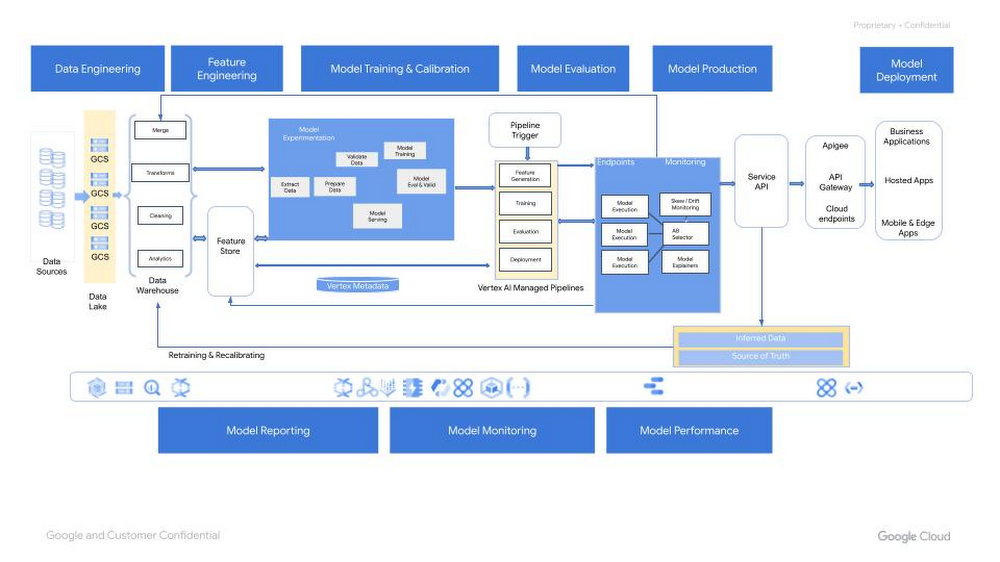 Proprietary + Confidential
Data Engineering
Feature
Engineering
Model Training & Calibration
Model Evaluation
Model Production
Model
Deployment
Data
Sources
GCS
GCS
GCS
GCS
Data
Lake
Merge
Transforms
Cleaning
Analytics
Data
Warehouse
Feature
Store
Model
Experimentation
Extract
Data
Prepare
Data
Validate
Data
Model
Training
Model
Eval & Valid
Model
Serving
Vertex Metadata
Pipeline
Trigger
Feature
Generation
Training
Evaluation
Deployment
Vertex AI Managed Pipelines
Endpoints
Monitoring
Model
Execution
Model
Execution
Model
Execution
Skew / Drift
Monitoring
AB
Selector
Model
Explainers
Service
API
Apigee
API
Gateway
Cloud
endpoints
Business
Applications
Hosted Apps
Mobile & Edge
Apps
Inferred Data
Source of Truth
Retraining & Recalibrating
Model Reporting
Model Monitoring
Model Performance
Google and Customer Confidential
Google Cloud